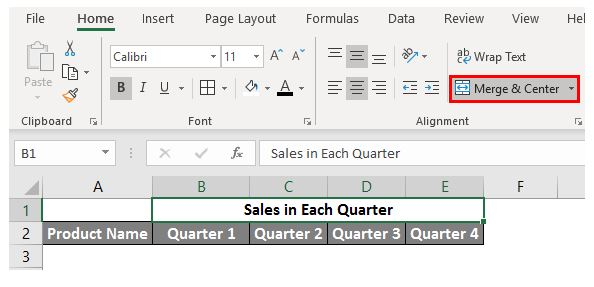 File Home Insert Page Layout Formulas Data Review View Hel
Paste
Calibri 11 A A
B I U A
ab Wrap Text
Merge & Center
Clipboard Font Alignment
B1 fx Sales in Each Quarter
A B C D E F
1 Sales in Each Quarter
2 Product Name Quarter 1 Quarter 2 Quarter 3 Quarter 4
3